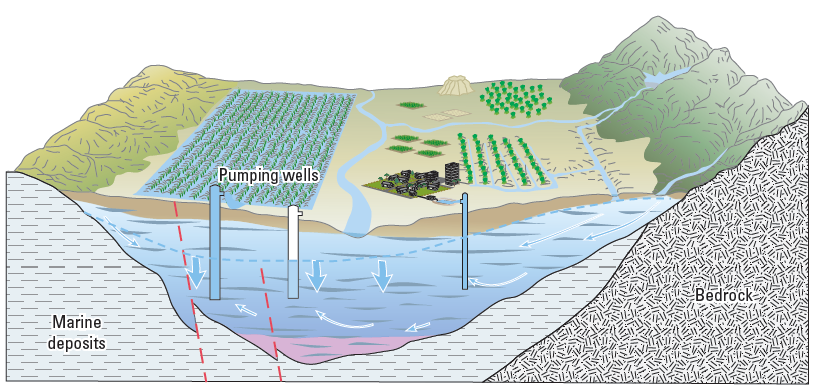 Pumping wells
Bedrock
Marine
deposits